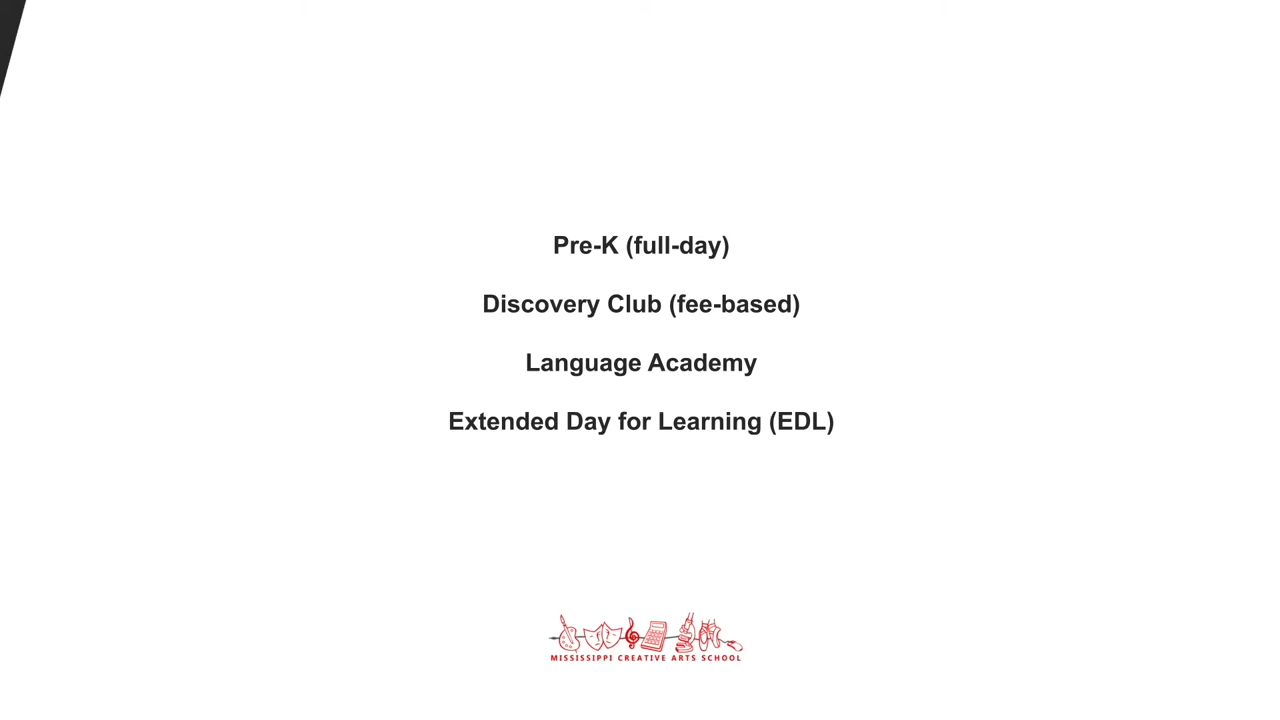 Pre-K (full-day)
Discovery Club (fee-based)
Language Academy
Extended Day for Learning (EDL)
MISSISSIPPI CREATIVE ARTS SCHOOL